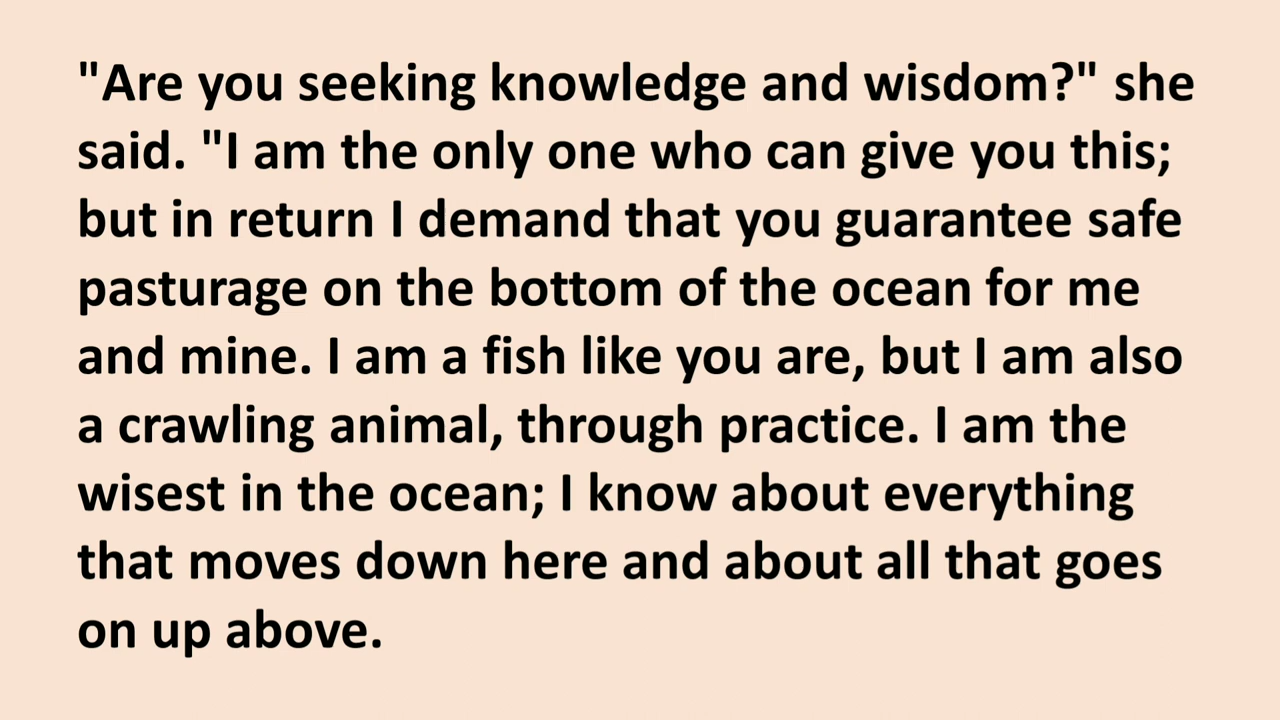 "Are you seeking knowledge and wisdom?" she
said. "I am the only one who can give you this;
but in return I demand that you guarantee safe
pasturage on the bottom of the ocean for me
and mine. I am a fish like you are, but I am also
a crawling animal, through practice. I am the
wisest in the ocean; I know about everything
that moves down here and about all that goes
on up above.